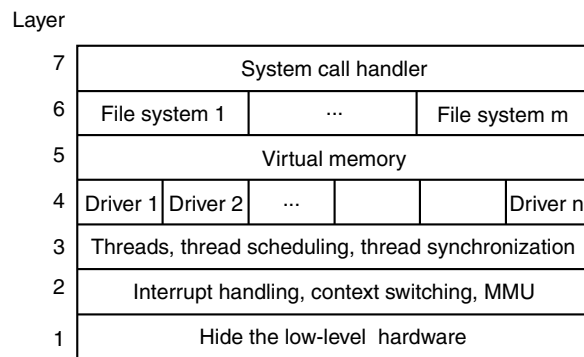 Layer
7 System call handler
6 File system 1 ... File system m
5 Virtual memory
4 Driver 1 Driver 2 ... Driver n
3 Threads, thread scheduling, thread synchronization
2 Interrupt handling, context switching, MMU
1 Hide the low-level hardware